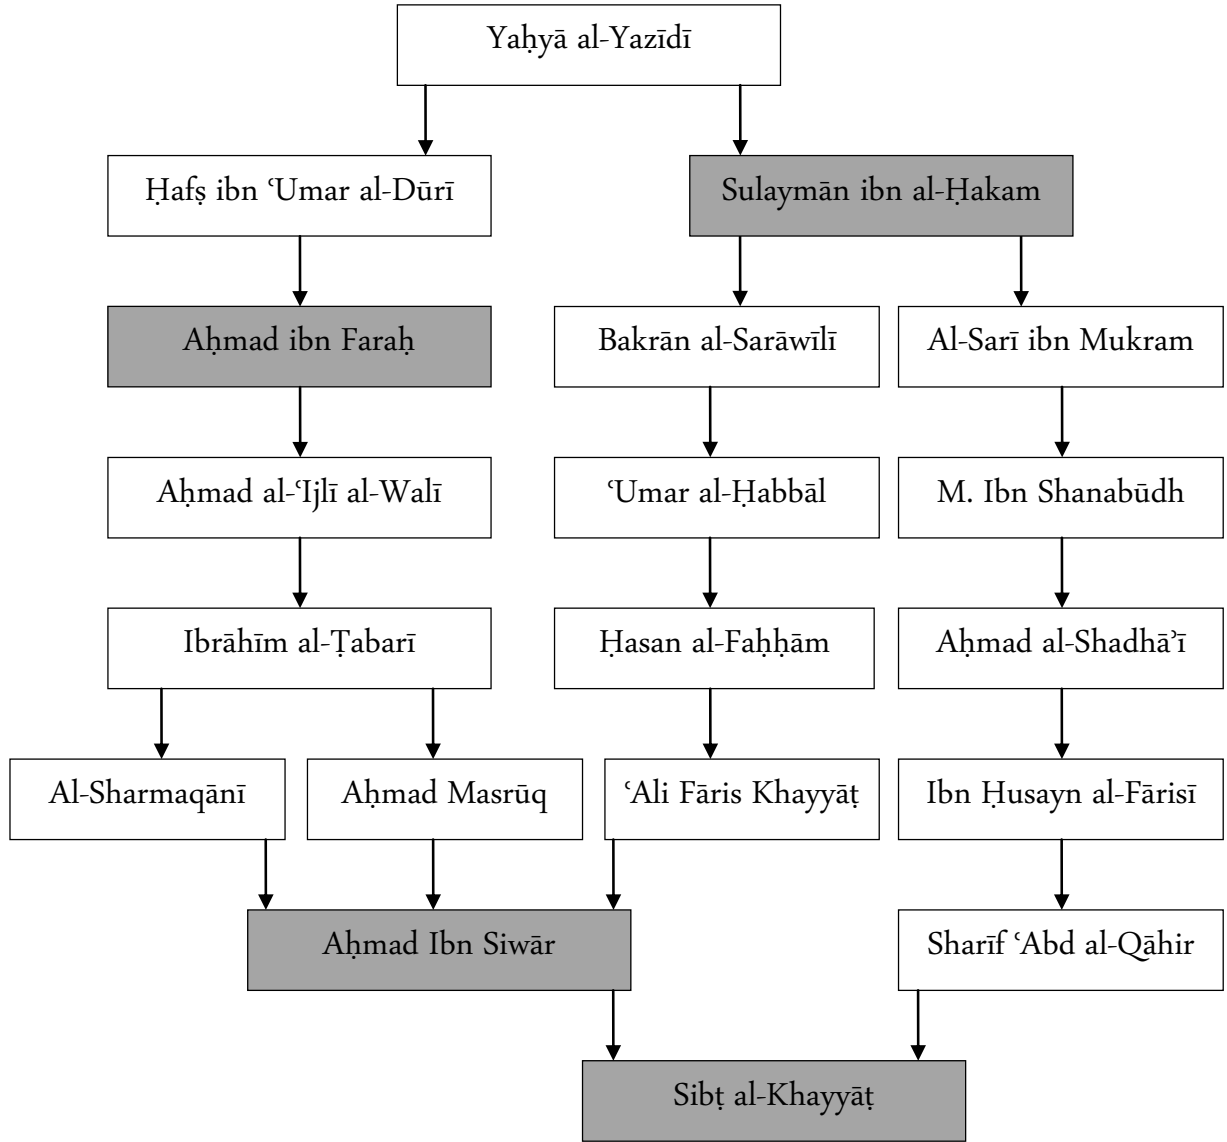 Yaḥyā al-Yazīdī
Ḥafṣ ibn ʿUmar al-Dūrī
Sulaymān ibn al-Ḥakam
Aḥmad ibn Faraḥ
Bakrān al-Sarāwīlī
Al-Sarī ibn Mukram
Aḥmad al-ʿIjlī al-Walī
ʿUmar al-Ḥabbāl
M. Ibn Shanabūdh
Ibrāhīm al-Ṭabarī
Ḥasan al-Faḥḥām
Aḥmad al-Shadhāʾī
Al-Sharmaqānī
Aḥmad Masrūq
ʿAli Fāris Khayyāṭ
Ibn Ḥusayn al-Fārisī
Aḥmad Ibn Siwār
Sharīf ʿAbd al-Qāhir
Sibṭ al-Khayyāṭ